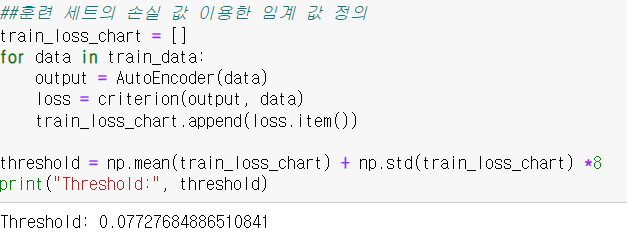 ##훈련 세트의 손실 값 이용한 임계 값 정의
train_loss_chart = []
for data in train_data:
    output = AutoEncoder(data)
    loss = criterion(output, data)
    train_loss_chart.append(loss.item())
threshold = np.mean(train_loss_chart) + np.std(train_loss_chart) *8
print("Threshold:", threshold)
Threshold: 0.07727684886510841